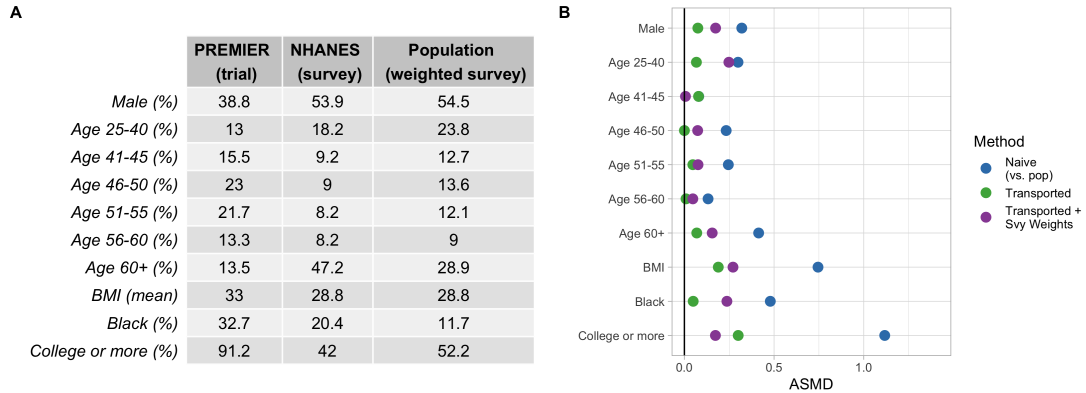 A
PREMIER (trial) NHANES (survey) Population (weighted survey)
Male (%) 38.8 53.9 54.5
Age 25-40 (%) 13 18.2 23.8
Age 41-45 (%) 15.5 9.2 12.7
Age 46-50 (%) 23 9 13.6
Age 51-55 (%) 21.7 8.2 12.1
Age 56-60 (%) 13.3 8.2 9
Age 60+ (%) 13.5 47.2 28.9
BMI (mean) 33 28.8 28.8
Black (%) 32.7 20.4 11.7
College or more (%) 91.2 42 52.2
B
Male
Age 25-40
Age 41-45
Age 46-50
Age 51-55
Age 56-60
Age 60+
BMI
Black
College or more
0.0 0.5 1.0
ASMD
Method
Naive
(vs. pop)
Transported
Transported +
Svy Weights